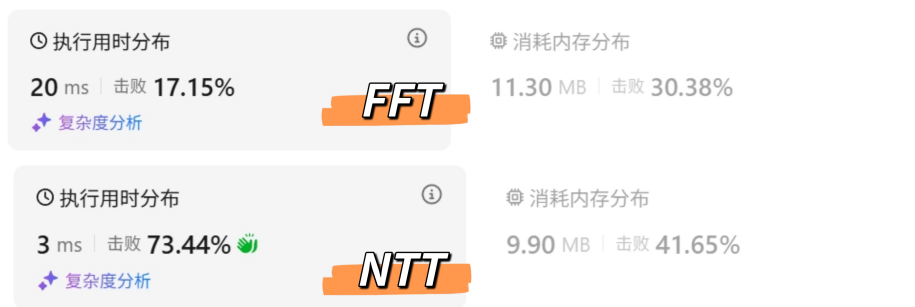 执行用时分布
消耗内存分布
20 ms 击败 17.15%
11.30 MB 击败 30.38%
复杂度分析
FFT
执行用时分布
消耗内存分布
3 ms 击败 73.44%
9.90 MB 击败 41.65%
复杂度分析
NTT